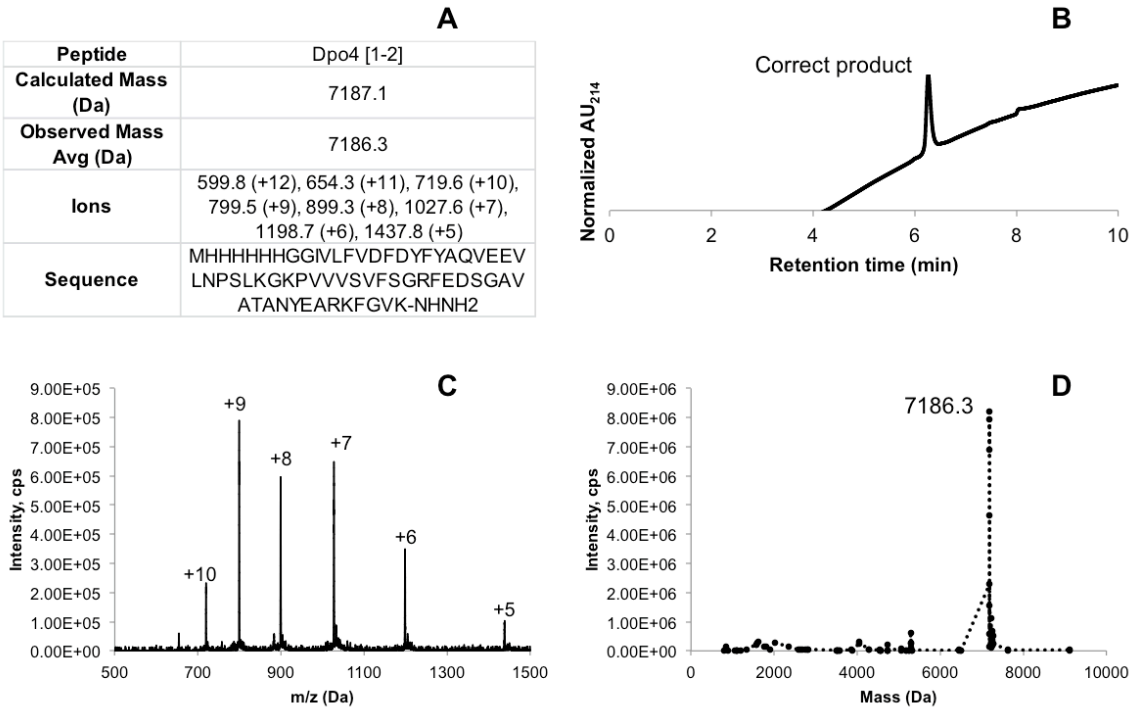 A
Peptide
Dpo4 [1-2]
Calculated Mass
(Da)
7187.1
Observed Mass
Avg (Da)
7186.3
Ions
599.8 (+12), 654.3 (+11), 719.6 (+10),
799.5 (+9), 899.3 (+8), 1027.6 (+7),
1198.7 (+6), 1437.8 (+5)
Sequence
MHHHHHHGGIVLFVDFDYFYAQVEEV
LNPSLKGKPVVVSVFSGRFEDSGAV
ATANYEARKFGVK-NHNH2
B
Correct product
Normalized AU214
0 2 4 6 8 10
Retention time (min)
C
9.00E+05
8.00E+05
7.00E+05
6.00E+05
5.00E+05
4.00E+05
3.00E+05
2.00E+05
1.00E+05
0.00E+00
Intensity, cps
+10
+9
+8
+7
+6
+5
500 700 900 1100 1300 1500
m/z (Da)
D
9.00E+06
8.00E+06
7.00E+06
6.00E+06
5.00E+06
4.00E+06
3.00E+06
2.00E+06
1.00E+06
0.00E+00
Intensity, cps
7186.3
0 2000 4000 6000 8000 10000
Mass (Da)